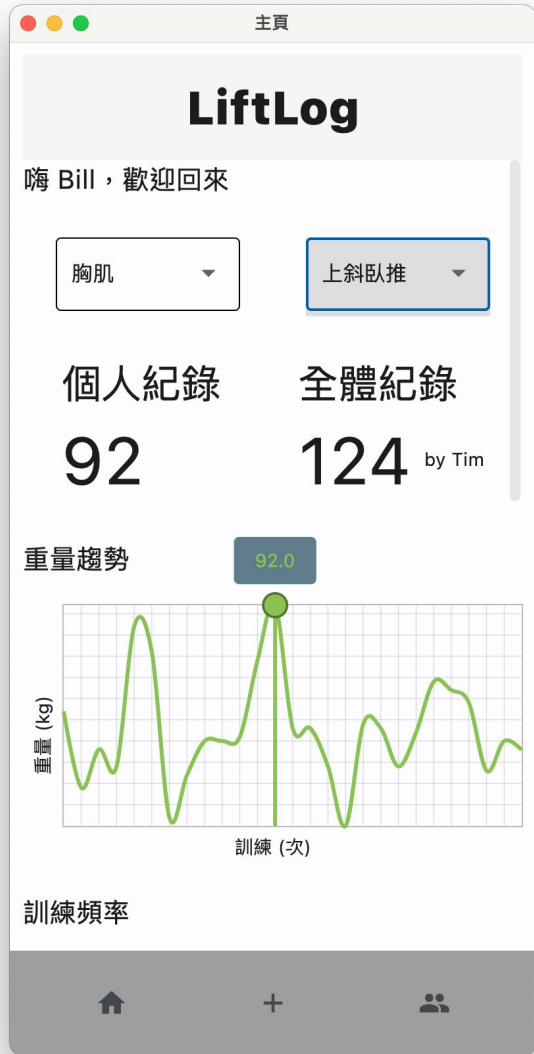 主頁
LiftLog
嗨 Bill，歡迎回來
胸肌
上斜臥推
個人紀錄
全體紀錄
92
124 by Tim
重量趨勢
92.0
重量 (kg)
訓練 (次)
訓練頻率